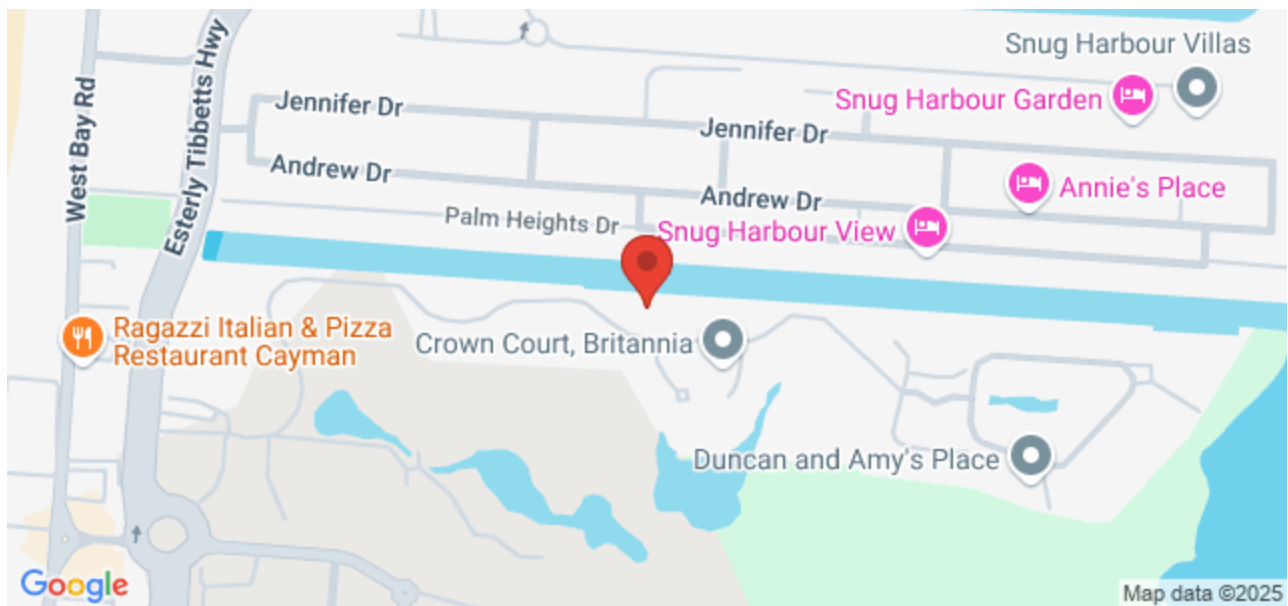 Snug Harbour Villas
Snug Harbour Garden
Jennifer Dr
Jennifer Dr
West Bay Rd
Esterly Tibbetts Hwy
Andrew Dr
Andrew Dr
Annie's Place
Palm Heights Dr
Snug Harbour View
Ragazzi Italian & Pizza
Restaurant Cayman
Crown Court, Britannia
Duncan and Amy's Place
Google
Map data ©2025